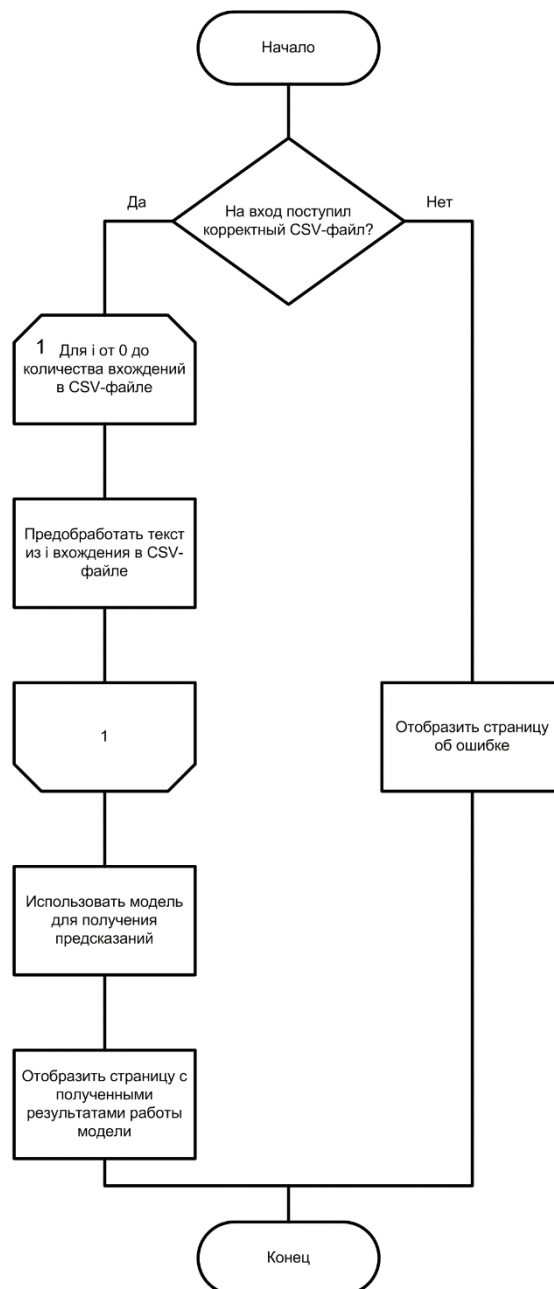 Начало
На вход поступил
корректный CSV-файл?
Да
Нет
1 Для i от 0 до
количества вхождений
в CSV-файле
Предобработать текст
из i вхождения в CSV-
файле
1
Отобразить страницу
об ошибке
Использовать модель
для получения
предсказаний
Отобразить страницу с
полученными
результатами работы
модели
Конец